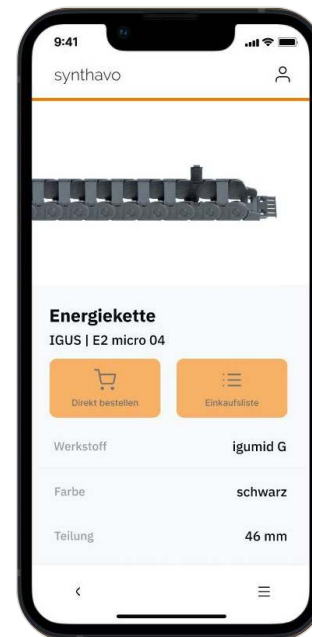 9:41
synthavo
Energiekette
IGUS | E2 micro 04
Direkt bestellen
Einkaufsliste
Werkstoff igumid G
Farbe schwarz
Teilung 46 mm